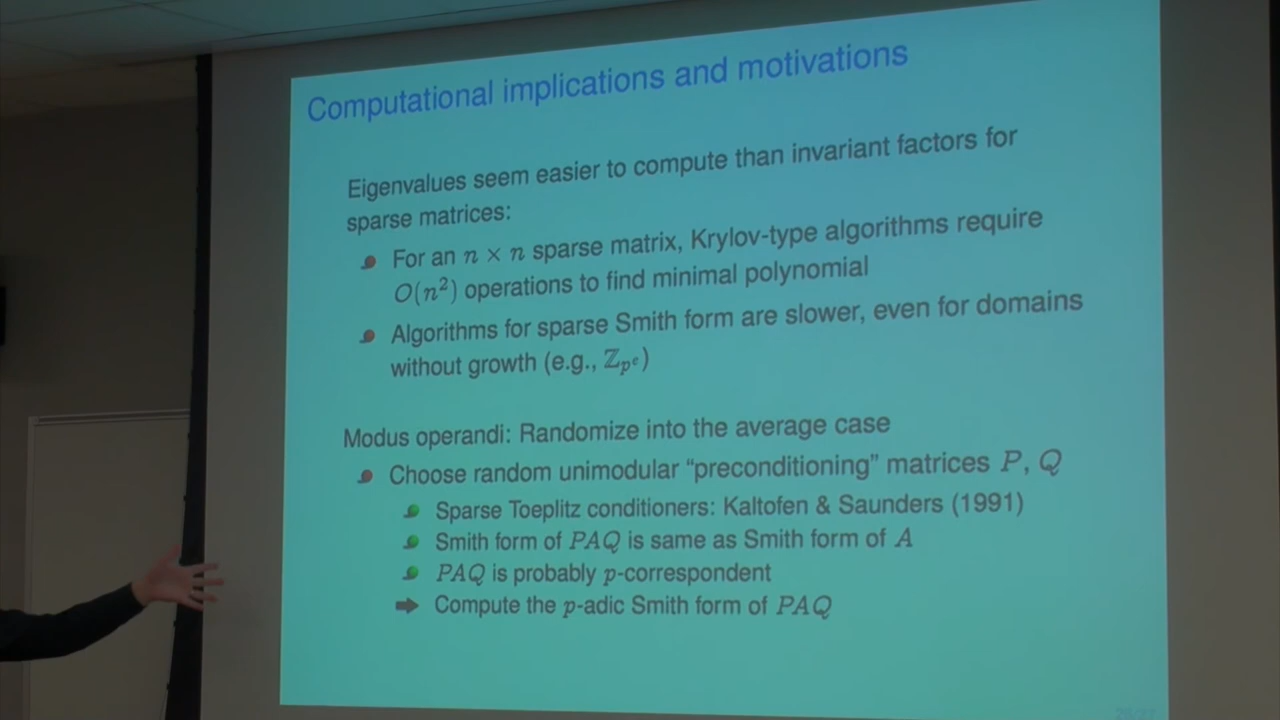 Computational implications and motivations
Eigenvalues seem easier to compute than invariant factors for
sparse matrices:
For an n × n sparse matrix, Krylov-type algorithms require
O(n²) operations to find minimal polynomial
Algorithms for sparse Smith form are slower, even for domains
without growth (e.g., ℤ_{p^e})
Modus operandi: Randomize into the average case
Choose random unimodular “preconditioning” matrices P, Q
Sparse Toeplitz conditioners: Kaltofen & Saunders (1991)
Smith form of PAQ is same as Smith form of A
PAQ is probably p-correspondent
Compute the p-adic Smith form of PAQ